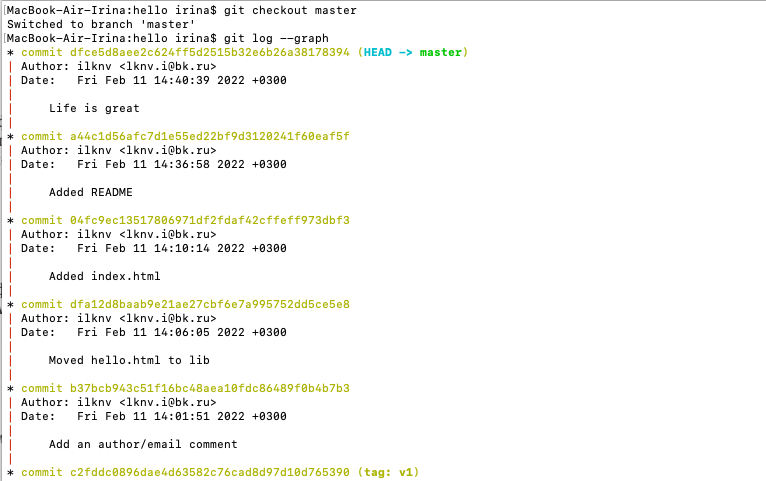 MacBook-Air-Irina:hello irina$ git checkout master
Switched to branch 'master'
[MacBook-Air-Irina:hello irina$ git log --graph
* commit dfce5d8aee2c624ff5d2515b32e6b26a38178394 (HEAD -> master)
| Author: ilknv <lknv.i@bk.ru>
| Date:   Fri Feb 11 14:40:39 2022 +0300
|
|     Life is great
|
* commit a44c1d56afc7d1e55ed22bf9d3120241f60eaf5f
| Author: ilknv <lknv.i@bk.ru>
| Date:   Fri Feb 11 14:36:58 2022 +0300
|
|     Added README
|
* commit 04fc9ec13517806971df2fdaf42cffeff973dbf3
| Author: ilknv <lknv.i@bk.ru>
| Date:   Fri Feb 11 14:10:14 2022 +0300
|
|     Added index.html
|
* commit dfa12d8baab9e21ae27cbf6e7a995752dd5ce5e8
| Author: ilknv <lknv.i@bk.ru>
| Date:   Fri Feb 11 14:06:05 2022 +0300
|
|     Moved hello.html to lib
|
* commit b37bcb943c51f16bc48aea10fdc86489f0b4b7b3
| Author: ilknv <lknv.i@bk.ru>
| Date:   Fri Feb 11 14:01:51 2022 +0300
|
|     Add an author/email comment
|
* commit c2fddc0896dae4d63582c76cad8d97d10d765390 (tag: v1)